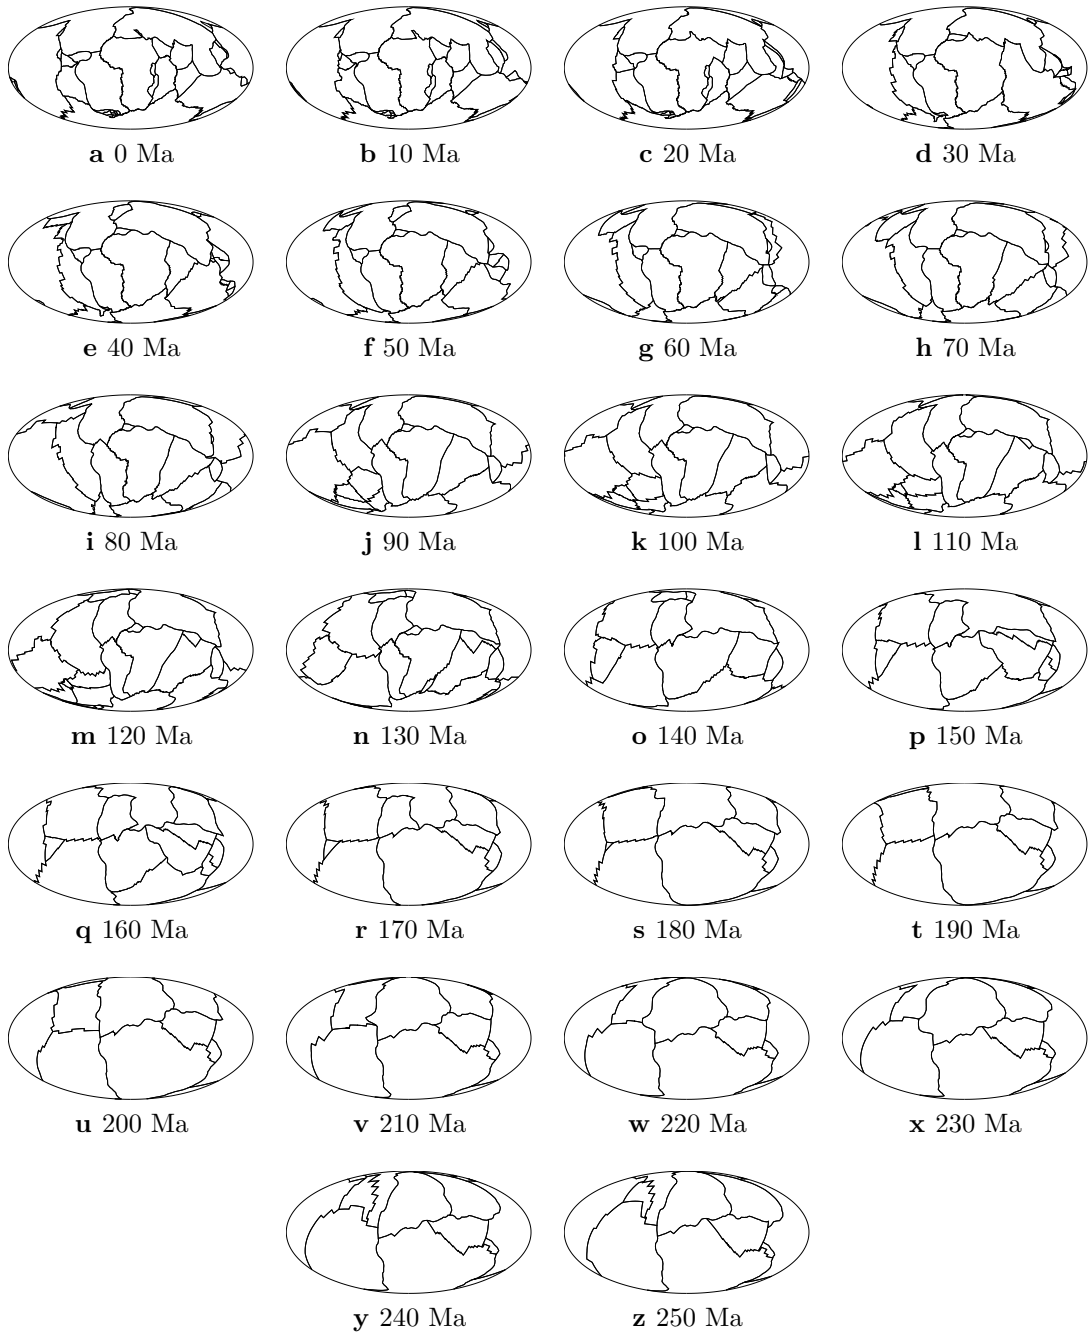 a 0 Ma b 10 Ma c 20 Ma d 30 Ma
e 40 Ma f 50 Ma g 60 Ma h 70 Ma
i 80 Ma j 90 Ma k 100 Ma l 110 Ma
m 120 Ma n 130 Ma o 140 Ma p 150 Ma
q 160 Ma r 170 Ma s 180 Ma t 190 Ma
u 200 Ma v 210 Ma w 220 Ma x 230 Ma
y 240 Ma z 250 Ma